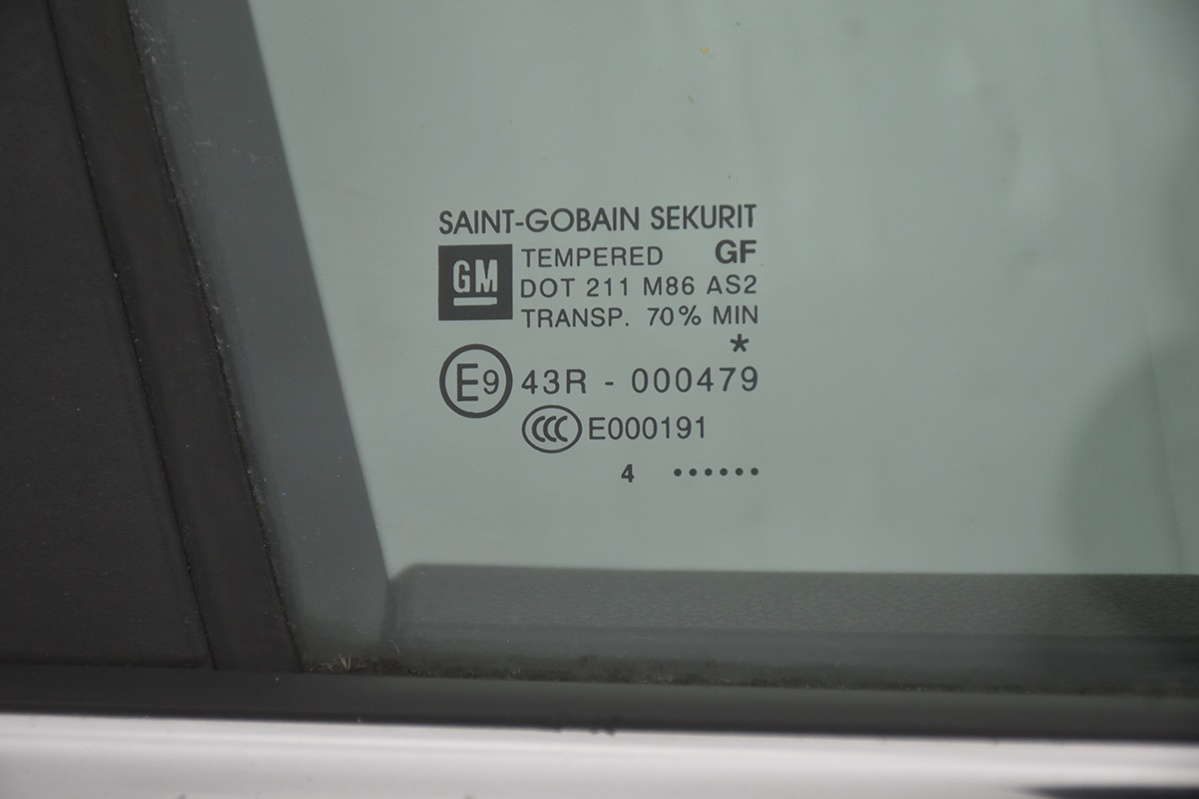 SAINT-GOBAIN SEKURIT
GM TEMPERED GF
DOT 211 M86 AS2
TRANSP. 70% MIN
*
E9 43R - 000479
CCC E000191
4 ••••••